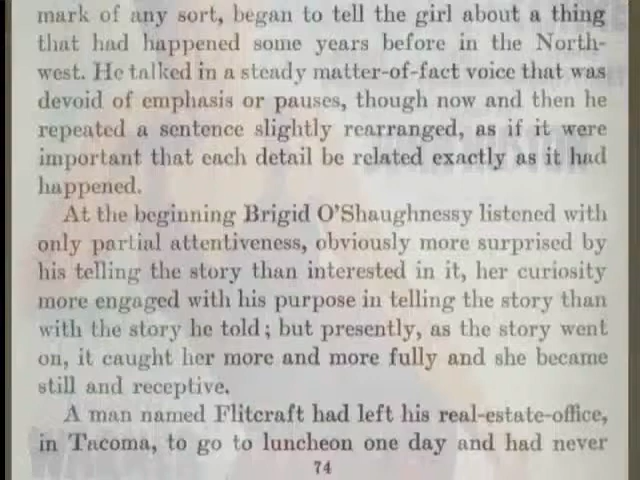 mark of any sort, began to tell the girl about a thing
that had happened some years before in the North-
west. He talked in a steady matter-of-fact voice that was
devoid of emphasis or pauses, though now and then he
repeated a sentence slightly rearranged, as if it were
important that each detail be related exactly as it had
happened.
At the beginning Brigid O'Shaughnessy listened with
only partial attentiveness, obviously more surprised by
his telling the story than interested in it, her curiosity
more engaged with his purpose in telling the story than
with the story he told; but presently, as the story went
on, it caught her more and more fully and she became
still and receptive.
A man named Flitcraft had left his real-estate-office,
in Tacoma, to go to luncheon one day and had never
74